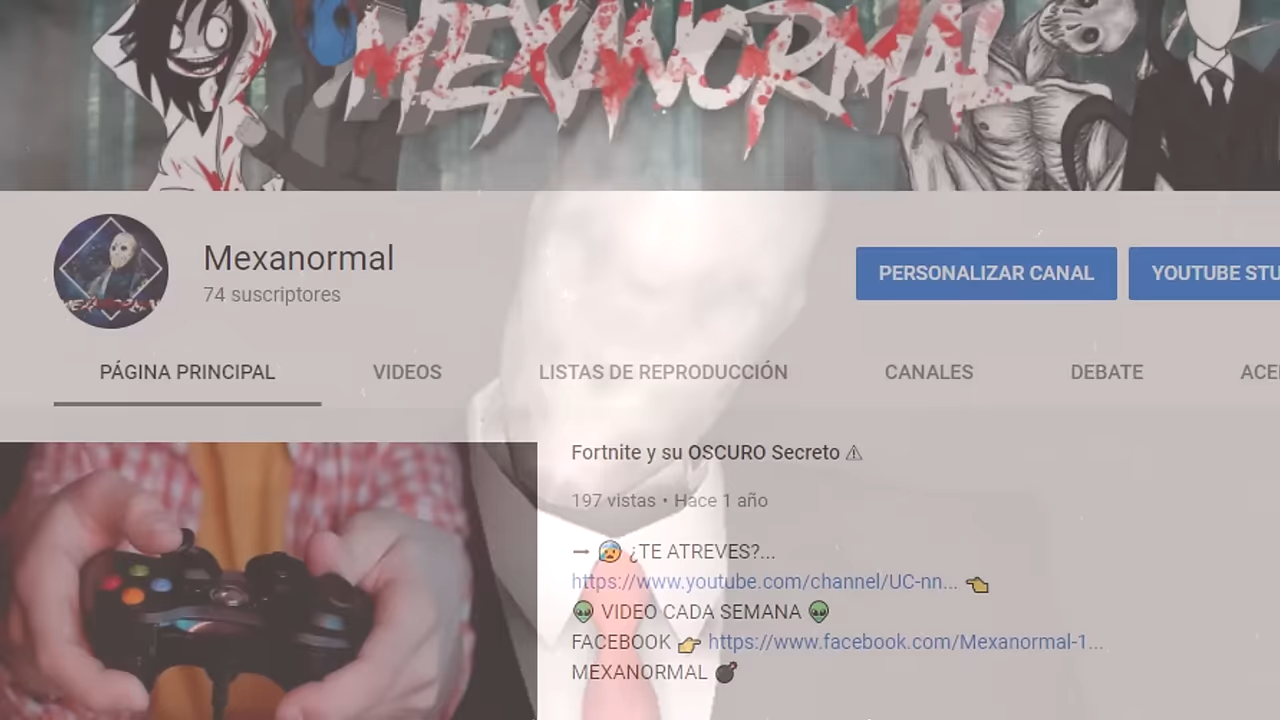 MEXANORMAL
Mexanormal
74 suscriptores
PERSONALIZAR CANAL
YOUTUBE STU
PÁGINA PRINCIPAL
VIDEOS
LISTAS DE REPRODUCCIÓN
CANALES
DEBATE
ACE
Fortnite y su OSCURO Secreto ⚠
197 vistas • Hace 1 año
— 😰 ¿TE ATREVES?...
https://www.youtube.com/channel/UC-nn... 👈
👽 VIDEO CADA SEMANA 👽
FACEBOOK 👉 https://www.facebook.com/Mexanormal-1...
MEXANORMAL 💣